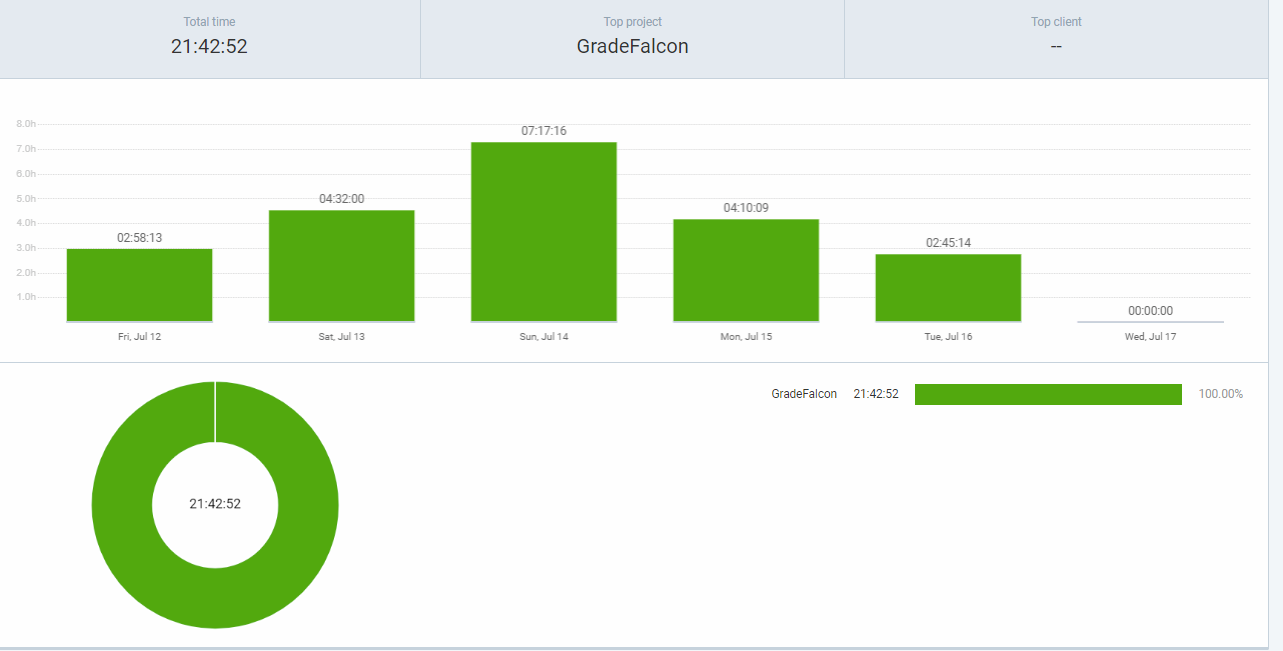 Total time
21:42:52
Top project
GradeFalcon
Top client
--
8.0h
7.0h
6.0h
5.0h
4.0h
3.0h
2.0h
1.0h
02:58:13
04:32:00
07:17:16
04:10:09
02:45:14
00:00:00
Fri, Jul 12
Sat, Jul 13
Sun, Jul 14
Mon, Jul 15
Tue, Jul 16
Wed, Jul 17
21:42:52
GradeFalcon 21:42:52 100.00%